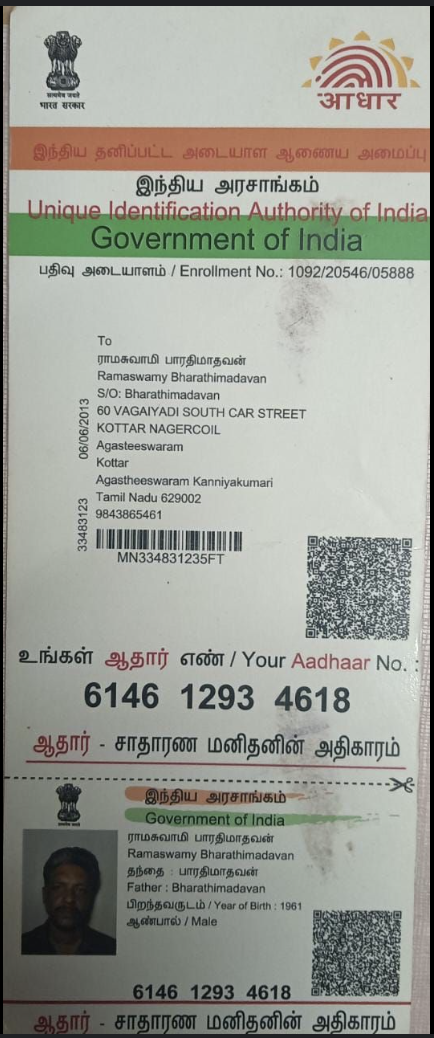 सत्यमेव जयते
भारत सरकार
आधार
இந்திய தனிப்பட்ட அடையாள ஆணைய அமைப்பு
இந்திய அரசாங்கம்
Unique Identification Authority of India
Government of India
பதிவு அடையாளம் / Enrollment No.: 1092/20546/05888
To
ராமசுவாமி பாரதிமாதவன்
Ramaswamy Bharathimadavan
S/O: Bharathimadavan
60 VAGAIYADI SOUTH CAR STREET
KOTTAR NAGERCOIL
Agasteeswaram
Kottar
Agastheeswaram Kanniyakumari
Tamil Nadu 629002
9843865461
06/06/2013
33483123
MN334831235FT
உங்கள் ஆதார் எண் / Your Aadhaar No. :
6146 1293 4618
ஆதார் - சாதாரண மனிதனின் அதிகாரம்
இந்திய அரசாங்கம்
Government of India
ராமசுவாமி பாரதிமாதவன்
Ramaswamy Bharathimadavan
தந்தை : பாரதிமாதவன்
Father : Bharathimadavan
பிறந்தவருடம் / Year of Birth : 1961
ஆண்பால் / Male
6146 1293 4618
ஆதார் - சாதாரண மனிதனின் அதிகாரம்